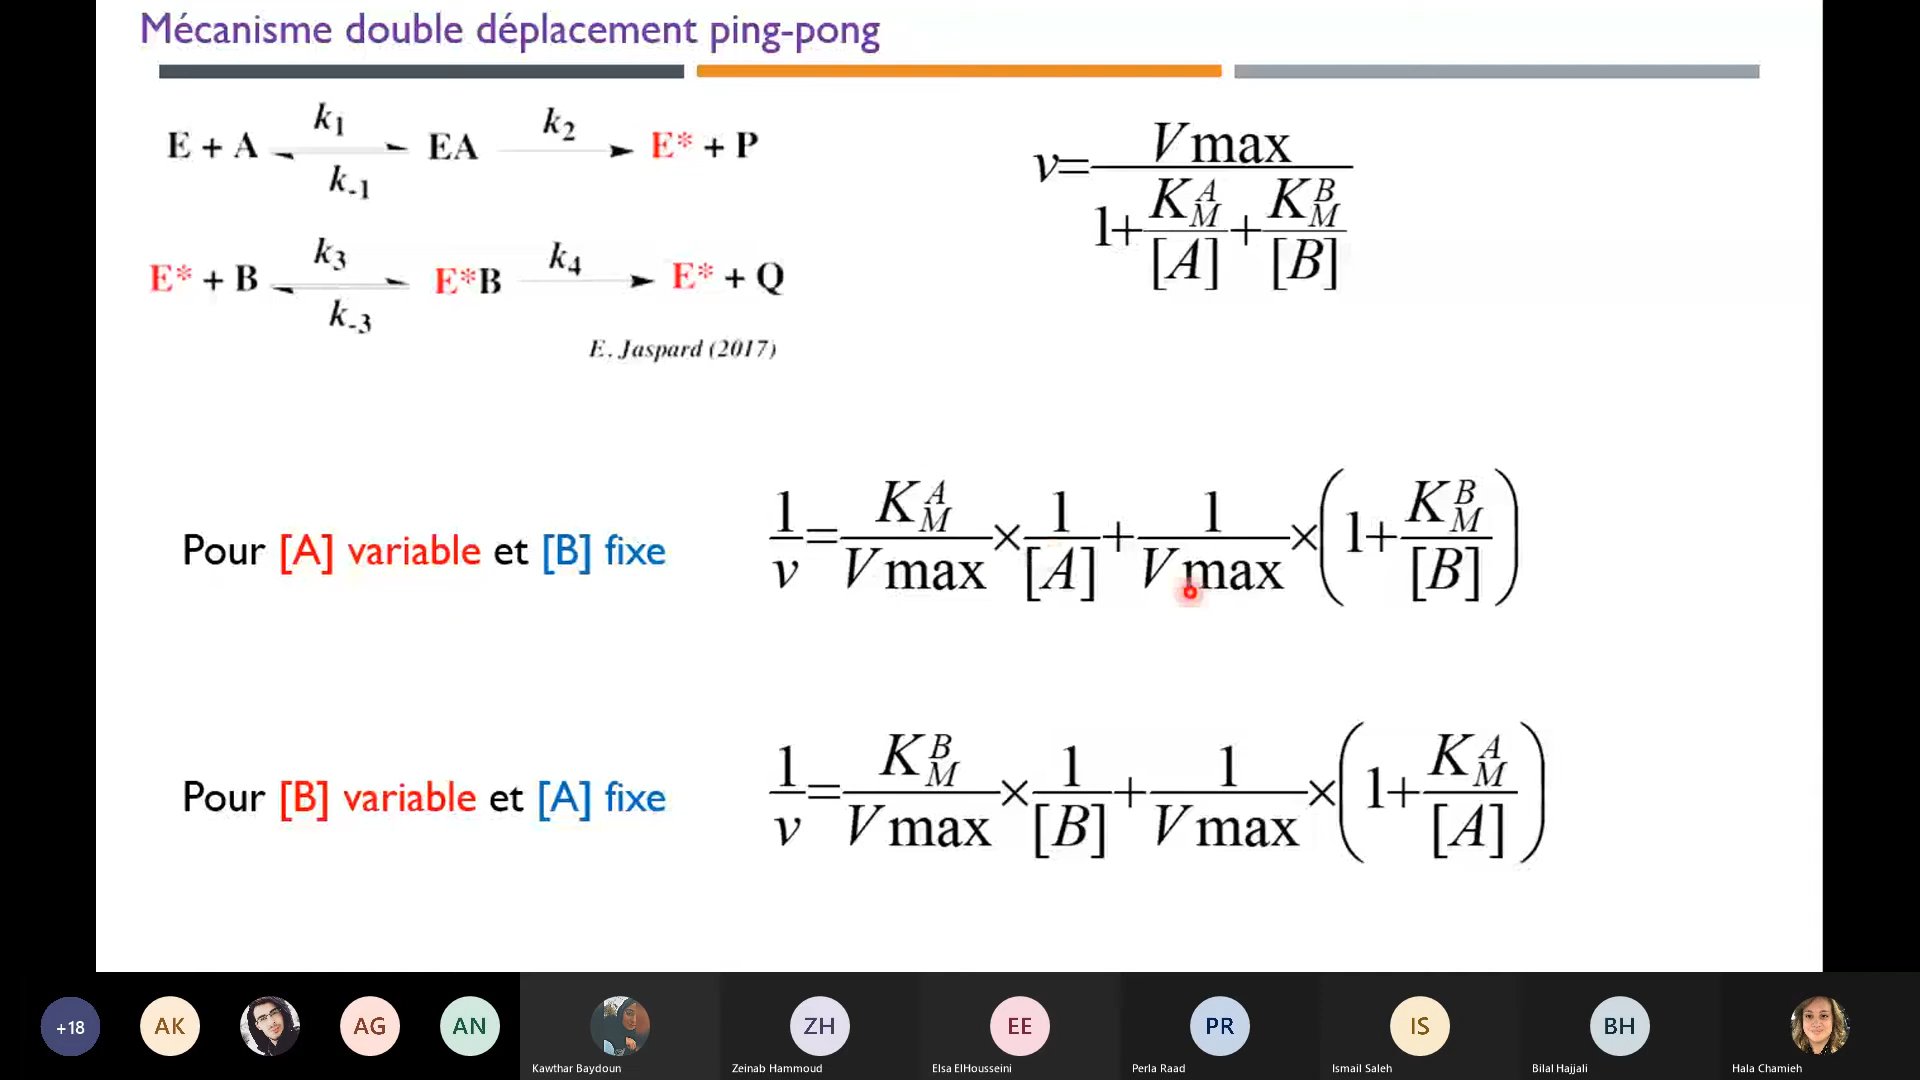 Mécanisme double déplacement ping-pong
E + A k1 k-1 EA k2 E* + P
E* + B k3 k-3 E*B k4 E* + Q
E. Jaspard (2017)
v= Vmax / (1+ K_M^A/[A] + K_M^B/[B])
Pour [A] variable et [B] fixe
1/v = K_M^A/Vmax × 1/[A] + 1/Vmax × (1+ K_M^B/[B])
Pour [B] variable et [A] fixe
1/v = K_M^B/Vmax × 1/[B] + 1/Vmax × (1+ K_M^A/[A])
+18 AK AG AN ZH EE PR IS BH
Kawthar Baydoun Zeinab Hammoud Elsa ElHousseini Perla Raad Ismail Saleh Bilal Hajjali Hala Chamieh